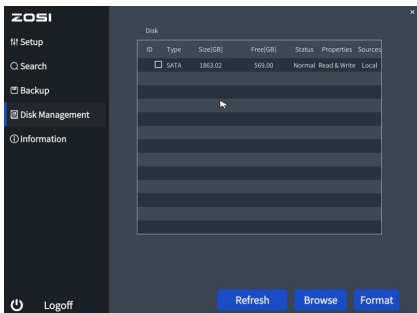 ZOSI
×
Setup
Search
Backup
Disk Management
Information
Logoff
Disk
ID Type Size[GB] Free[GB] Status Properties Sources
SATA 1863.02 569.00 Normal Read & Write Local
Refresh Browse Format